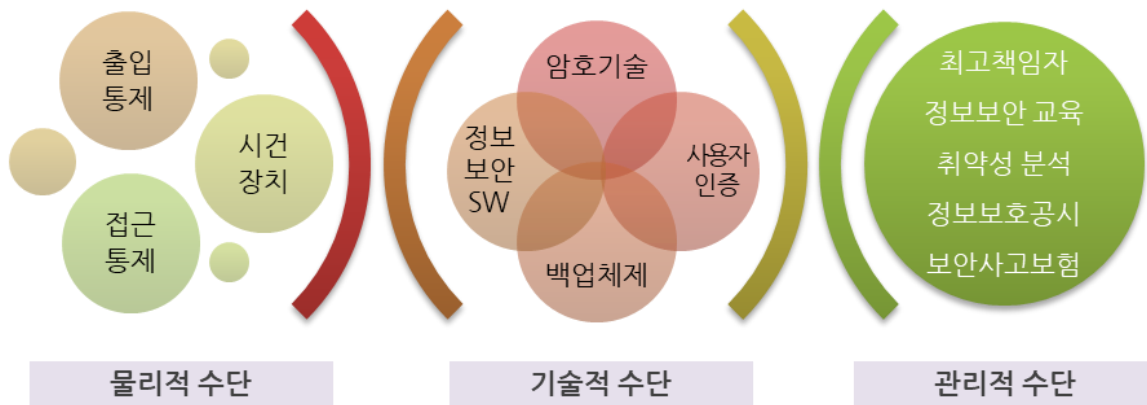 출입
통제
시건
장치
접근
통제
암호기술
정보
보안
SW
사용자
인증
백업체제
최고책임자
정보보안 교육
취약성 분석
정보보호공시
보안사고보험
물리적 수단
기술적 수단
관리적 수단